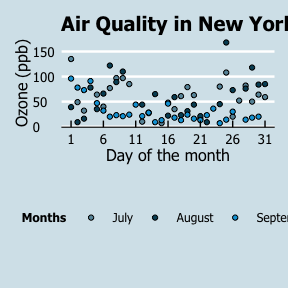 Air Quality in New York
Ozone (ppb)
150
100
50
0
1 6 11 16 21 26 31
Day of the month
Months July August Septe